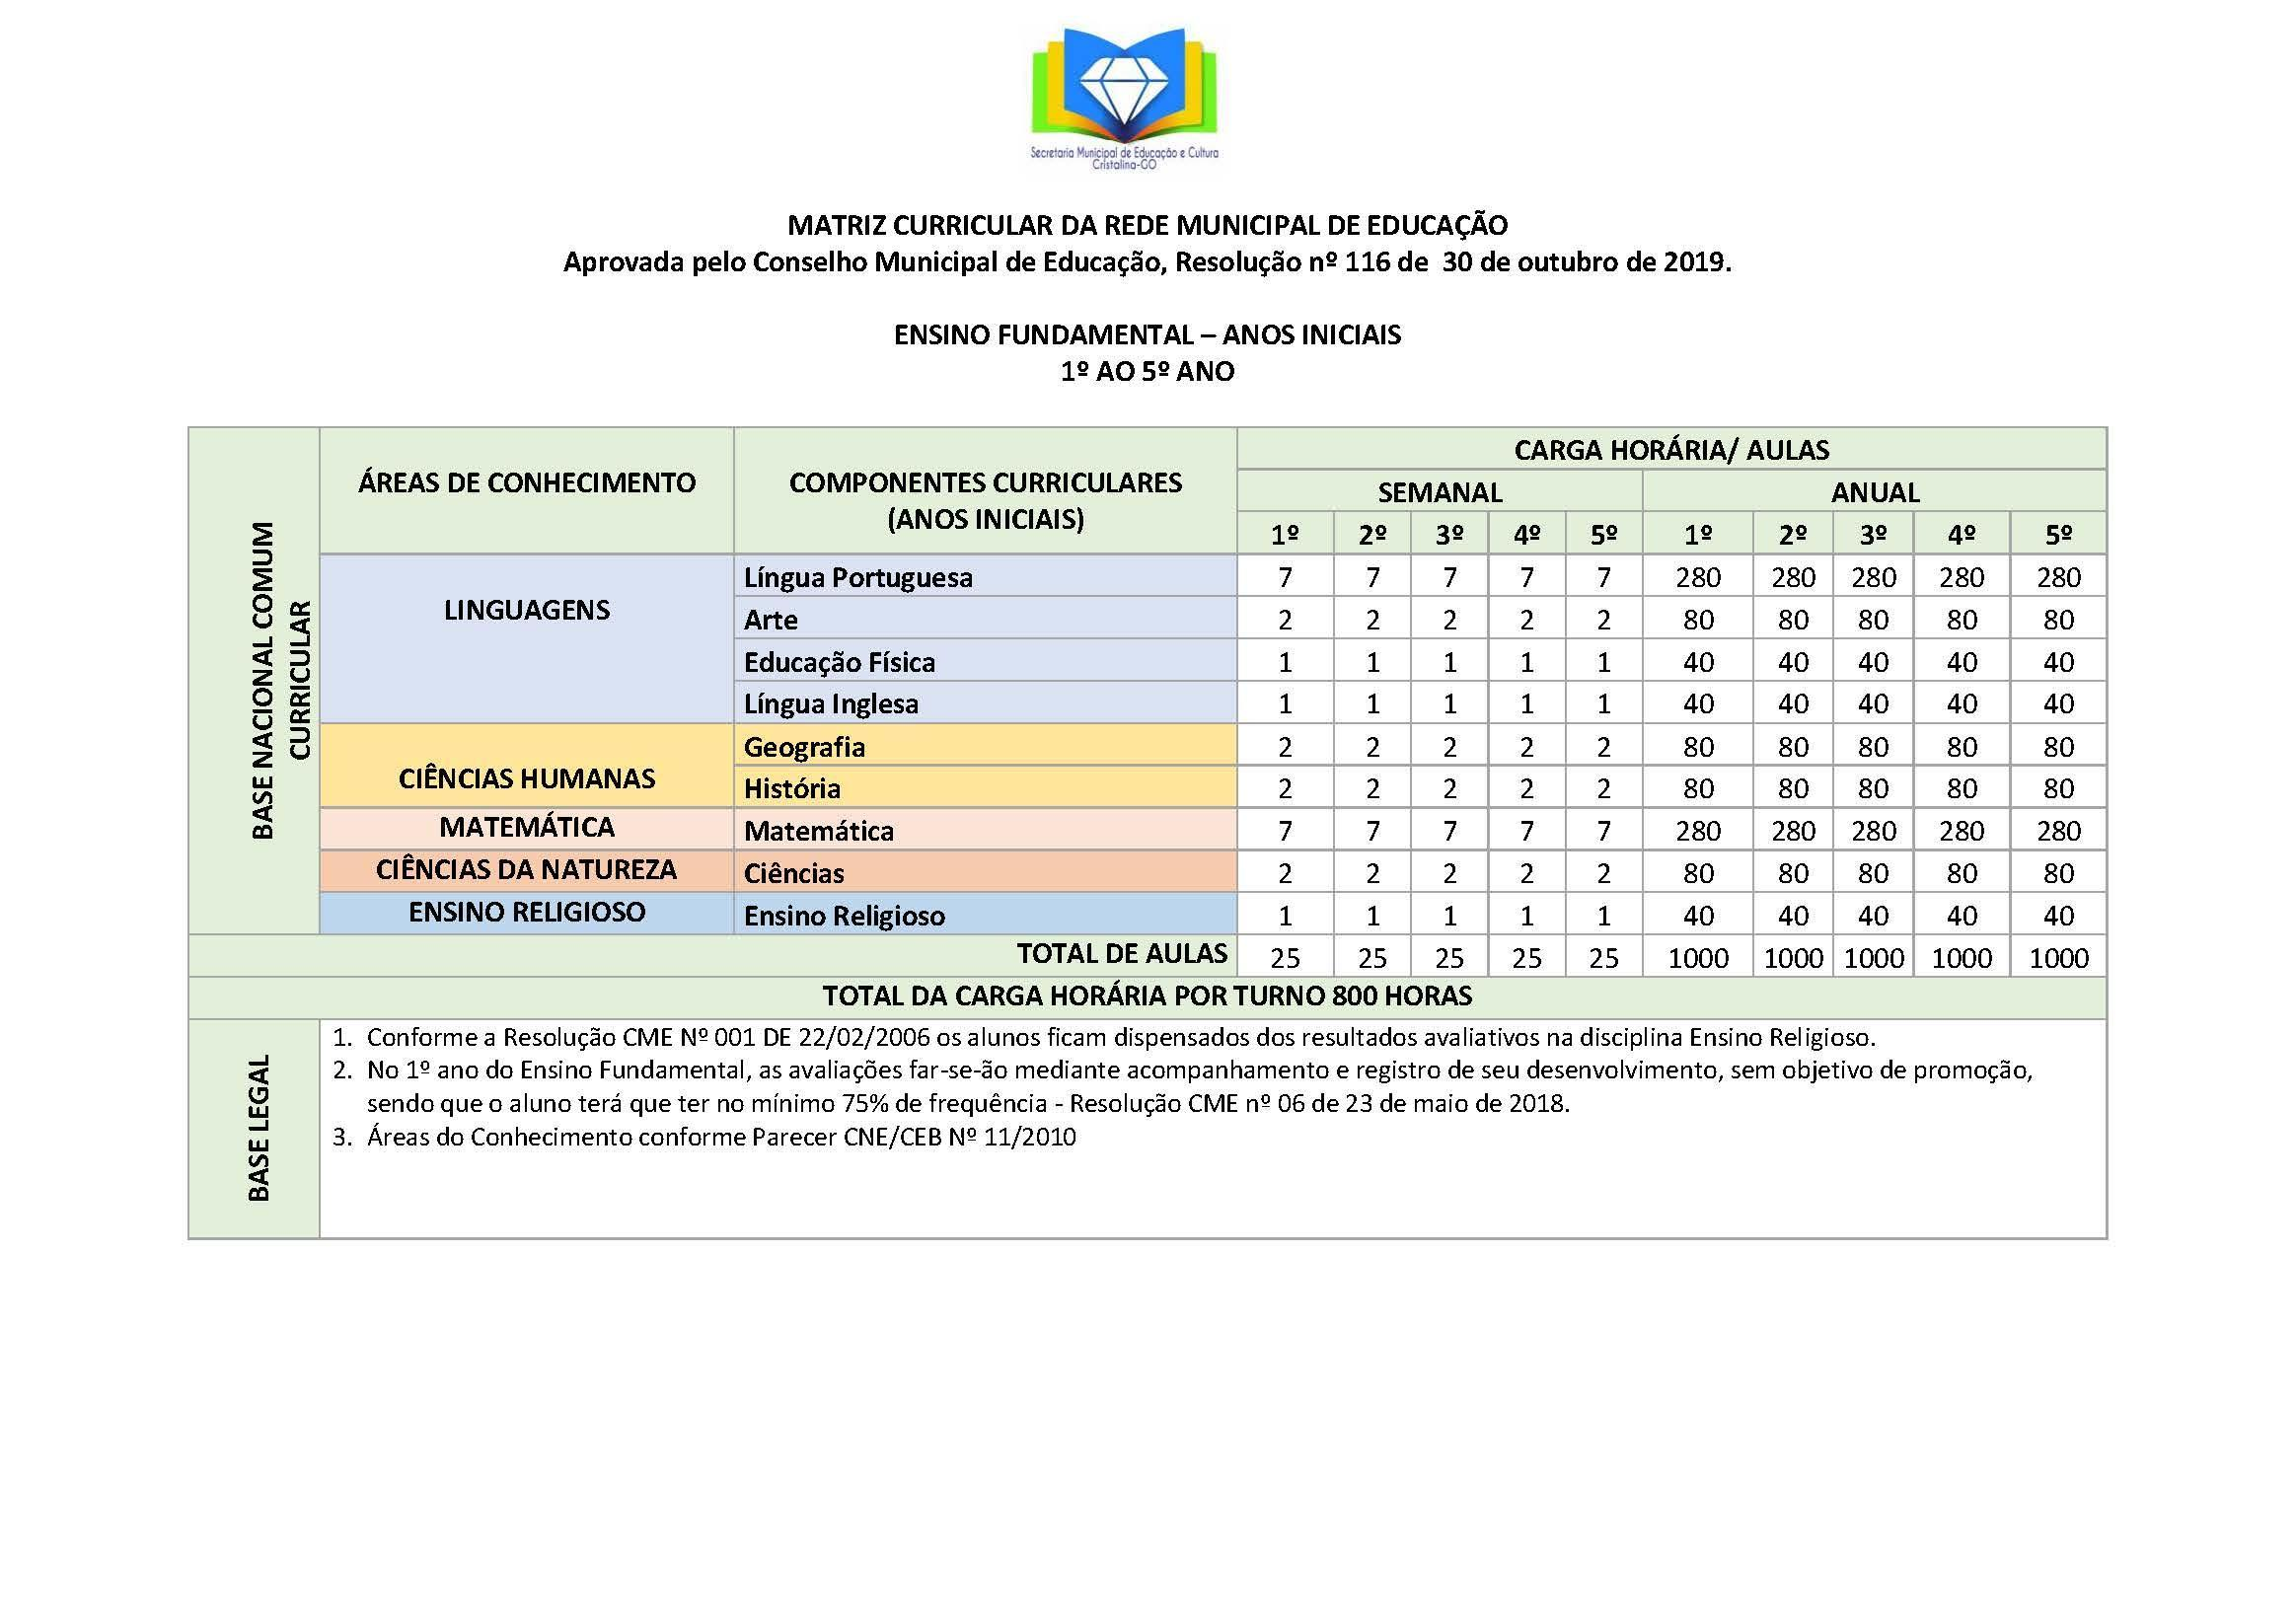 Secretaria Municipal de Educação e Cultura
Cristalina-GO
MATRIZ CURRICULAR DA REDE MUNICIPAL DE EDUCAÇÃO
Aprovada pelo Conselho Municipal de Educação, Resolução nº 116 de 30 de outubro de 2019.
ENSINO FUNDAMENTAL – ANOS INICIAIS
1º AO 5º ANO
BASE NACIONAL COMUM
CURRICULAR
ÁREAS DE CONHECIMENTO
COMPONENTES CURRICULARES
(ANOS INICIAIS)
CARGA HORÁRIA/ AULAS
SEMANAL ANUAL
1º 2º 3º 4º 5º 1º 2º 3º 4º 5º
LINGUAGENS
Língua Portuguesa 7 7 7 7 7 280 280 280 280 280
Arte 2 2 2 2 2 80 80 80 80 80
Educação Física 1 1 1 1 1 40 40 40 40 40
Língua Inglesa 1 1 1 1 1 40 40 40 40 40
CIÊNCIAS HUMANAS
Geografia 2 2 2 2 2 80 80 80 80 80
História 2 2 2 2 2 80 80 80 80 80
MATEMÁTICA Matemática 7 7 7 7 7 280 280 280 280 280
CIÊNCIAS DA NATUREZA Ciências 2 2 2 2 2 80 80 80 80 80
ENSINO RELIGIOSO Ensino Religioso 1 1 1 1 1 40 40 40 40 40
TOTAL DE AULAS 25 25 25 25 25 1000 1000 1000 1000 1000
TOTAL DA CARGA HORÁRIA POR TURNO 800 HORAS
BASE LEGAL
1. Conforme a Resolução CME Nº 001 DE 22/02/2006 os alunos ficam dispensados dos resultados avaliativos na disciplina Ensino Religioso.
2. No 1º ano do Ensino Fundamental, as avaliações far-se-ão mediante acompanhamento e registro de seu desenvolvimento, sem objetivo de promoção,
sendo que o aluno terá que ter no mínimo 75% de frequência - Resolução CME nº 06 de 23 de maio de 2018.
3. Áreas do Conhecimento conforme Parecer CNE/CEB Nº 11/2010